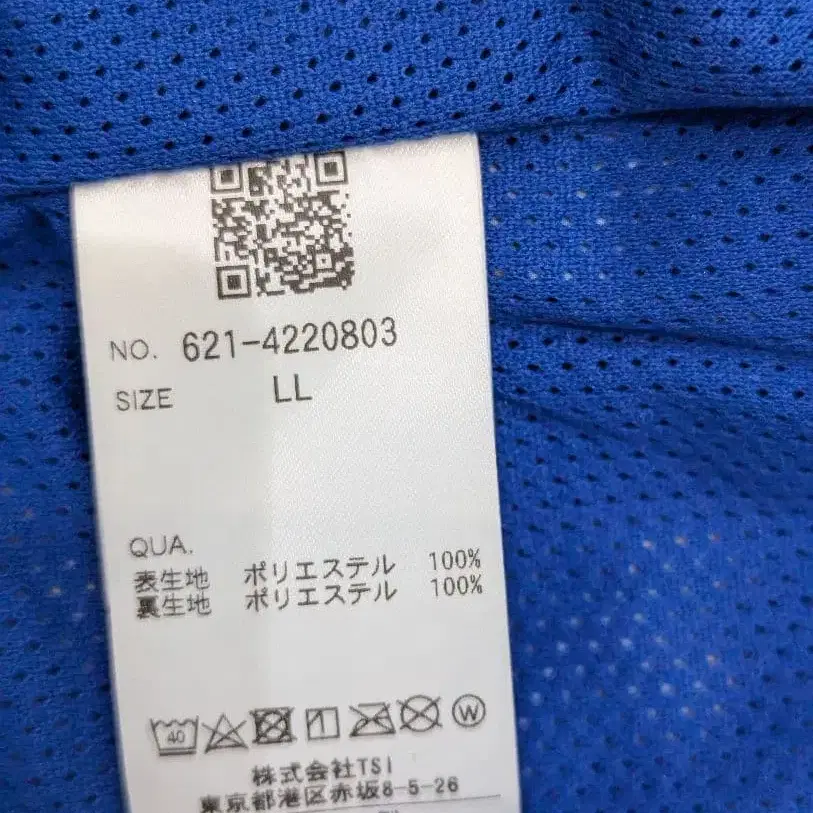 NO. 621-4220803
SIZE LL
QUA.
表生地 ポリエステル 100%
裏生地 ポリエステル 100%
40
W
株式会社TSI
東京都港区赤坂8-5-26